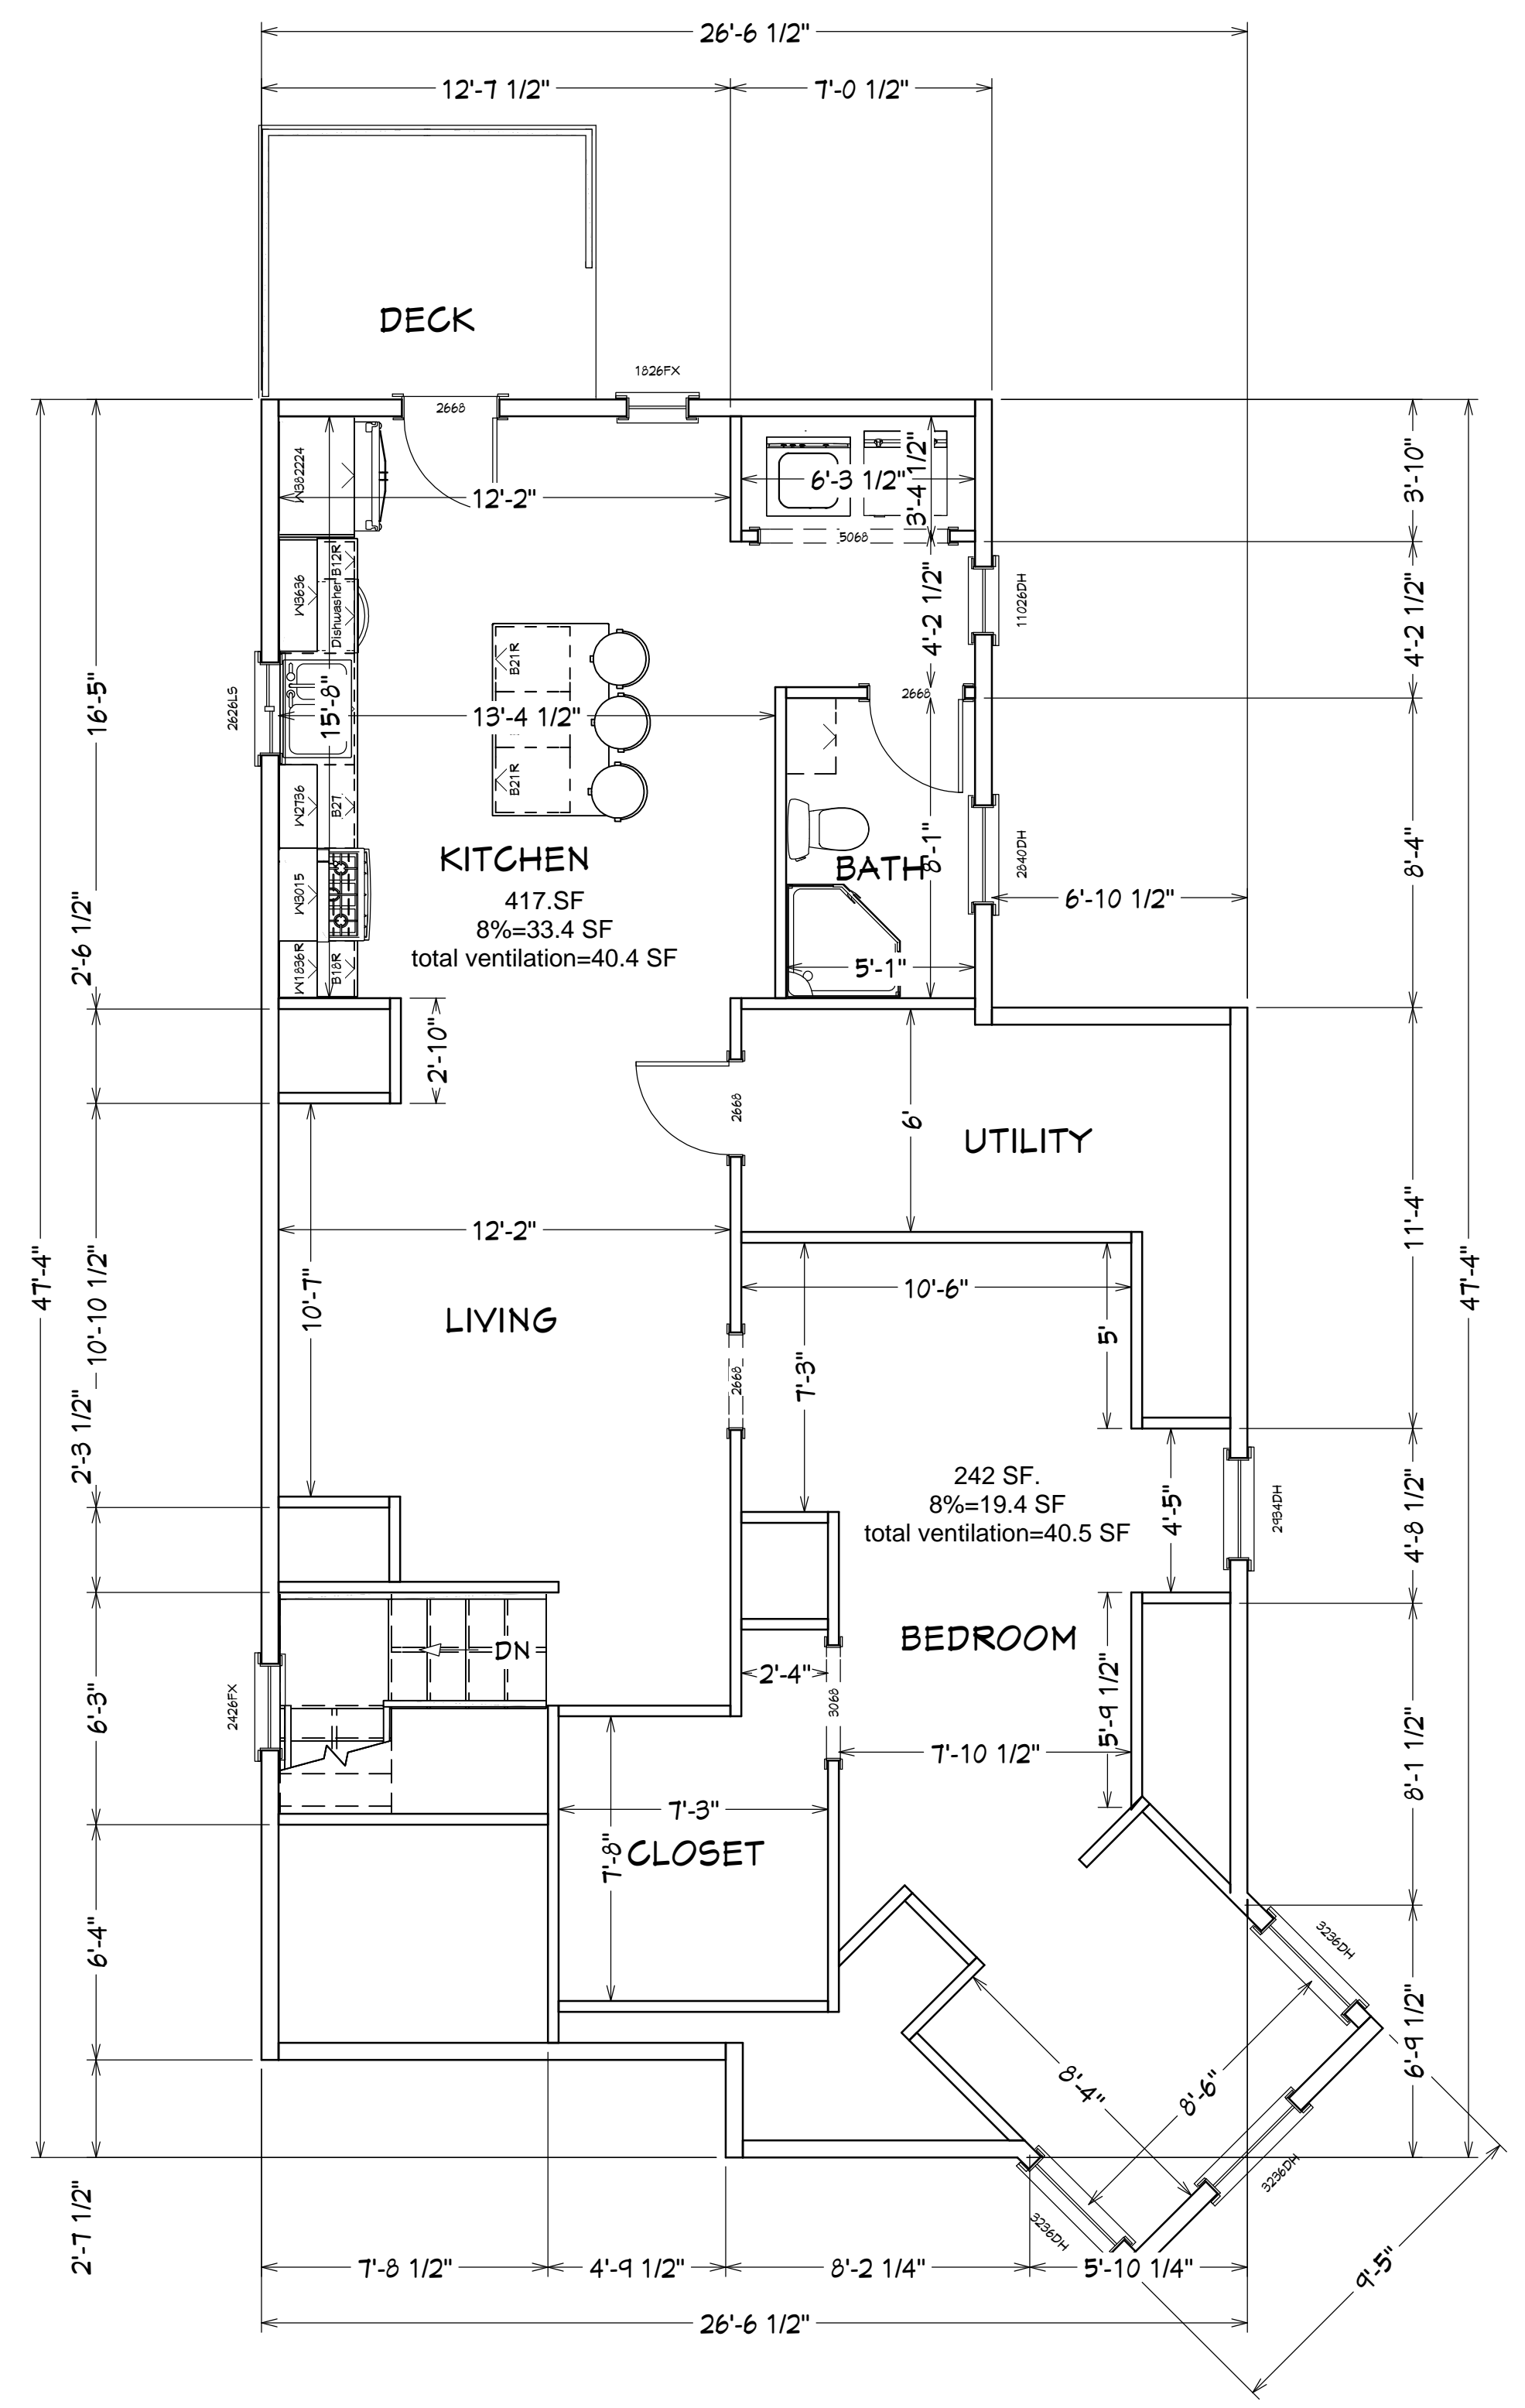 26'-6 1/2"
12'-7 1/2"
7'-0 1/2"
DECK
1826FX
2668
W382224
12'-2"
6'-3 1/2"
3'-4 1/2"
5068
3'-10"
16'-5"
W3636
B12R
Dishwasher
B21R
4'-2 1/2"
11026DH
4'-2 1/2"
2626LS
15'-8"
13'-4 1/2"
2668
W2736
B27
B21R
KITCHEN
417.SF
8%=33.4 SF
total ventilation=40.4 SF
BATH
8'-1"
2840DH
8'-4"
6'-10 1/2"
W3015
W1836R
B18R
5'-1"
2'-6 1/2"
2'-10"
2668
6'
UTILITY
12'-2"
11'-4"
47'-4"
47'-4"
10'-10 1/2"
10'-7"
LIVING
10'-6"
5'
7'-3"
2668
2'-3 1/2"
242 SF.
8%=19.4 SF
total ventilation=40.5 SF
4'-5"
2934DH
4'-8 1/2"
DN
BEDROOM
2'-4"
3068
5'-9 1/2"
2426FX
6'-3"
7'-10 1/2"
8'-1 1/2"
7'-3"
7'-8"
CLOSET
6'-4"
3236DH
6'-9 1/2"
8'-4"
8'-6"
3236DH
3236DH
2'-7 1/2"
7'-8 1/2"
4'-9 1/2"
8'-2 1/4"
5'-10 1/4"
9'-5"
26'-6 1/2"